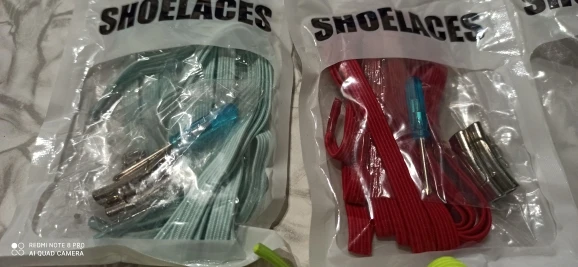 SHOELACES
SHOELACES
REDMI NOTE 8 PRO
AI QUAD CAMERA